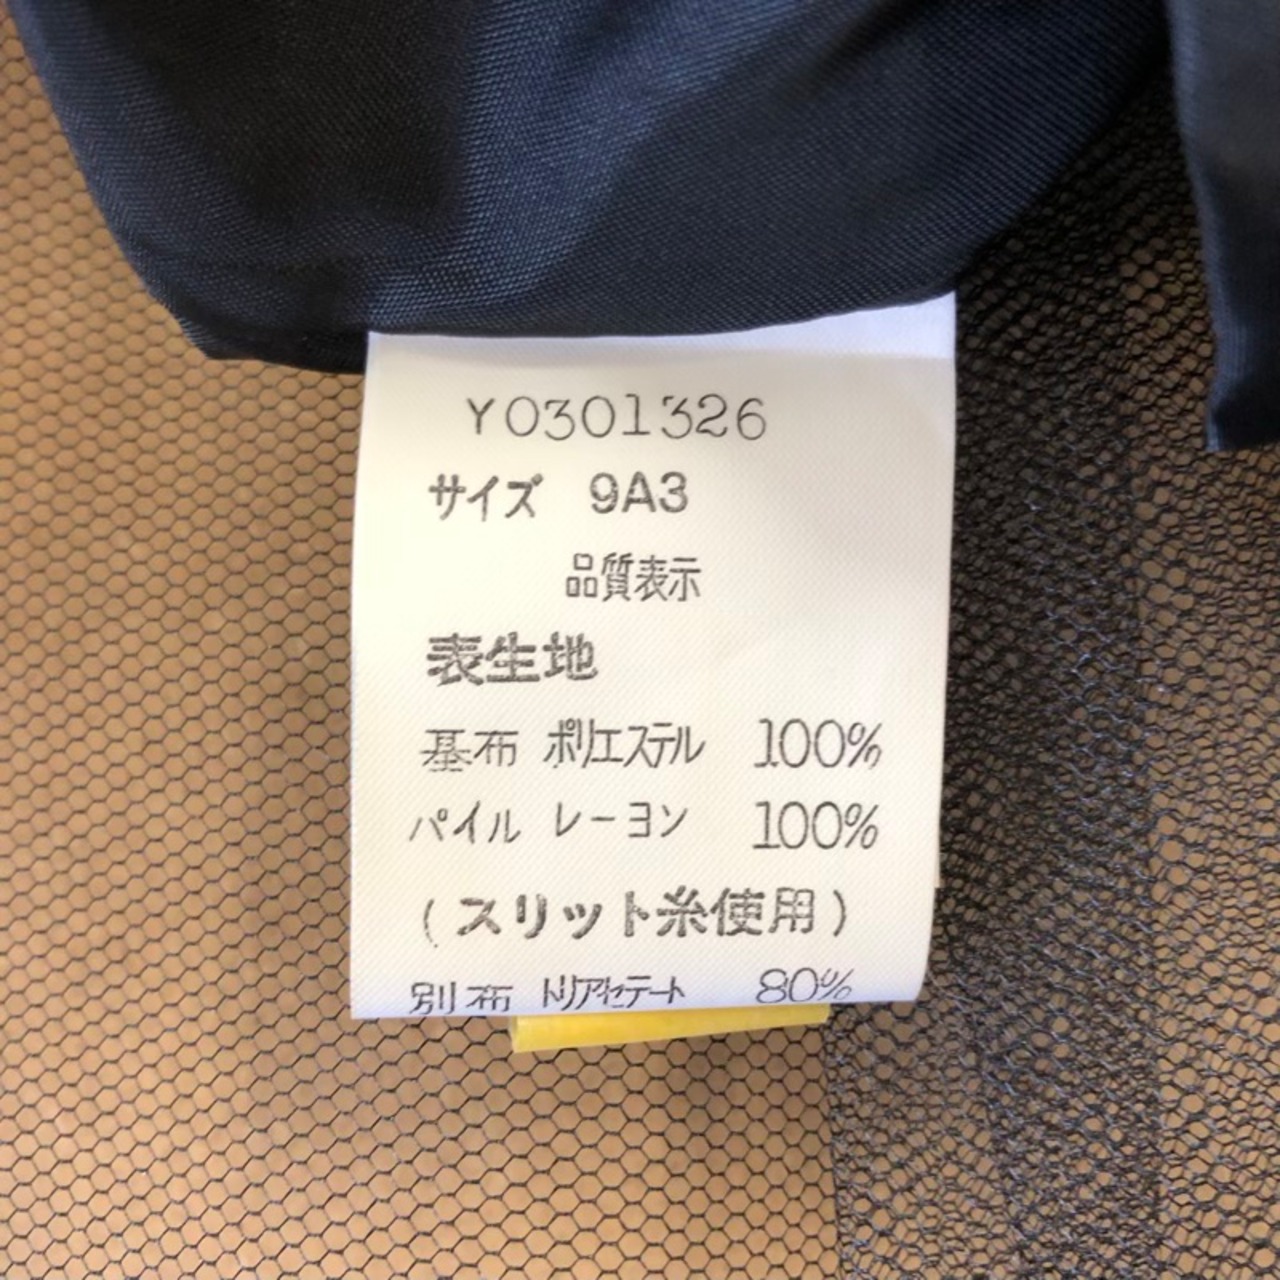 Y0301326
サイズ 9A3
品質表示
表生地
基布 ポリエステル 100%
パイル レーヨン 100%
(スリット糸使用)
別布 トリアセテート 80%